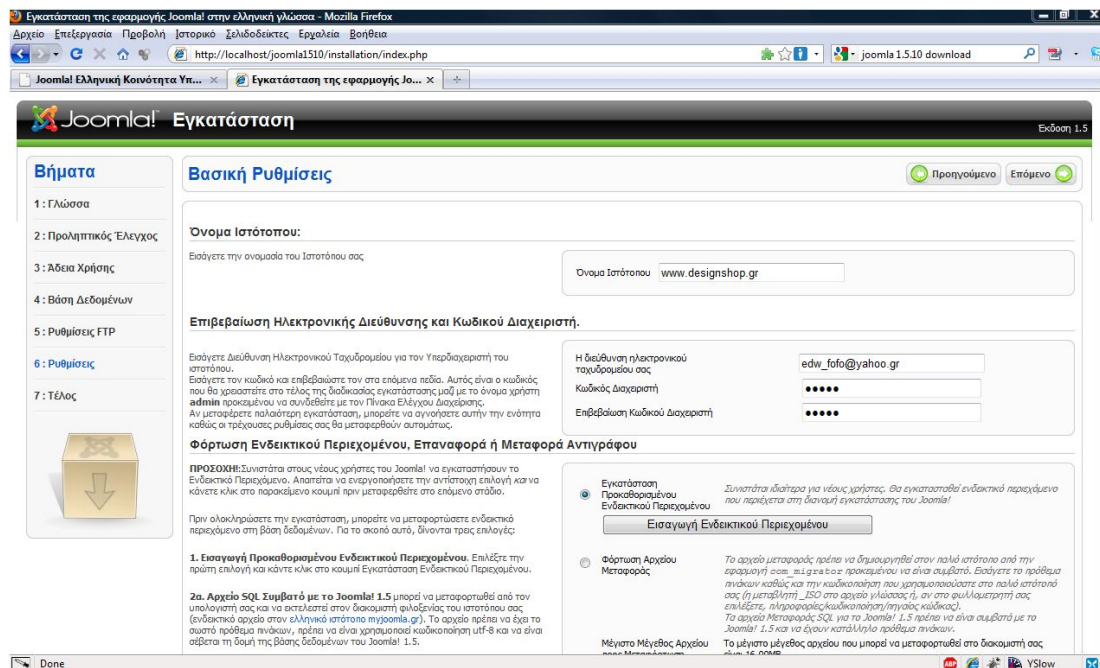 Εγκατάσταση της εφαρμογής Joomla! στην ελληνική γλώσσα - Mozilla Firefox
Αρχείο Επεξεργασία Προβολή Ιστορικό Σελιδοδείκτες Εργαλεία Βοήθεια
http://localhost/joomla1510/installation/index.php
joomla 1.5.10 download
Joomla! Ελληνική Κοινότητα Υπ...
Εγκατάσταση της εφαρμογής Jo...
Joomla! Εγκατάσταση
Έκδοση 1.5
Βήματα
1 : Γλώσσα
2 : Προληπτικός Έλεγχος
3 : Άδεια Χρήσης
4 : Βάση Δεδομένων
5 : Ρυθμίσεις FTP
6 : Ρυθμίσεις
7 : Τέλος
Βασική Ρυθμίσεις
Προηγούμενο
Επόμενο
Όνομα Ιστότοπου:
Εισάγετε την ονομασία του Ιστοτόπου σας
Όνομα Ιστότοπου
www.designshop.gr
Επιβεβαίωση Ηλεκτρονικής Διεύθυνσης και Κωδικού Διαχειριστή.
Εισάγετε Διεύθυνση Ηλεκτρονικού Ταχυδρομείου για τον Υπερδιαχειριστή του
ιστοτόπου.
Εισάγετε τον κωδικό και επιβεβαιώστε τον στα επόμενα πεδία. Αυτός είναι ο κωδικός
που θα χρειαστείτε στο τέλος της διαδικασίας εγκατάστασης μαζί με το όνομα χρήστη
admin προκειμένου να συνδεθείτε με τον Πίνακα Ελέγχου Διαχείρισης.
Αν μεταφέρετε παλαιότερη εγκατάσταση, μπορείτε να αγνοήσετε αυτήν την ενότητα
καθώς οι τρέχουσες ρυθμίσεις σας θα μεταφερθούν αυτομάτως.
Η διεύθυνση ηλεκτρονικού
ταχυδρομείου σας
edw_fofo@yahoo.gr
Κωδικός Διαχειριστή
●●●●●
Επιβεβαίωση Κωδικού Διαχειριστή
●●●●●
Φόρτωση Ενδεικτικού Περιεχομένου, Επαναφορά ή Μεταφορά Αντιγράφου
ΠΡΟΣΟΧΗ!:Συνιστάται στους νέους χρήστες του Joomla! να εγκαταστήσουν το
Ενδεικτικό Περιεχόμενο. Απαιτείται να ενεργοποιήσετε την αντίστοιχη επιλογή και να
κάνετε κλικ στο παρακείμενο κουμπί πριν μεταφερθείτε στο επόμενο στάδιο.
Πριν ολοκληρώσετε την εγκατάσταση, μπορείτε να μεταφορτώσετε ενδεικτικό
περιεχόμενο στη βάση δεδομένων. Για το σκοπό αυτό, δίνονται τρεις επιλογές:
1. Εισαγωγή Προκαθορισμένου Ενδεικτικού Περιεχομένου. Επιλέξτε την
πρώτη επιλογή και κάντε κλικ στο κουμπί Εγκατάσταση Ενδεικτικού Περιεχομένου.
2α. Αρχείο SQL Συμβατό με το Joomla! 1.5 μπορεί να μεταφορτωθεί από τον
υπολογιστή σας και να εκτελεστεί στον διακομιστή φιλοξενίας του ιστοτόπου σας
(ενδεικτικό αρχείο στον ελληνικό ιστότοπο myjoomla.gr). Το αρχείο πρέπει να έχει το
σωστό πρόθεμα πινάκων, πρέπει να είναι χρησιμοποιεί κωδικοποίηση utf-8 και να είναι
σέβεται τη δομή της βάσης δεδομένων του Joomla! 1.5.
Εγκατάσταση
Προκαθορισμένου
Ενδεικτικού Περιεχομένου
Συνιστάται ιδιαίτερα για νέους χρήστες. Θα εγκατασταθεί ενδεικτικό περιεχόμενο
που περιέχεται στη διανομή εγκατάστασης του Joomla!
Εισαγωγή Ενδεικτικού Περιεχομένου
Φόρτωση Αρχείου
Μεταφοράς
Το αρχείο μεταφοράς πρέπει να δημιουργηθεί στον παλιό ιστότοπο από την
εφαρμογή com_migrator προκειμένου να είναι συμβατό. Εισάγετε το πρόθεμα
πινάκων καθώς και την κωδικοποίηση που χρησιμοποιούσατε στο παλιό ιστότοπό
σας (η μεταβλητή _ISO στο αρχείο γλώσσας ή, αν στο φυλλομετρητή σας
επιλέξετε, πληροφορίες/κωδικοποίηση/πηγαίος κώδικας).
Τα αρχεία Μεταφοράς SQL για το Joomla! 1.5 πρέπει να είναι συμβατά με το
Joomla! 1.5 και να έχουν κατάλληλο πρόθεμα πινάκων.
Μέγιστο Μέγεθος Αρχείου
Το μέγιστο μέγεθος αρχείου που μπορεί να μεταφορτωθεί στο διακομιστή σας
Done
ABP
YSlow